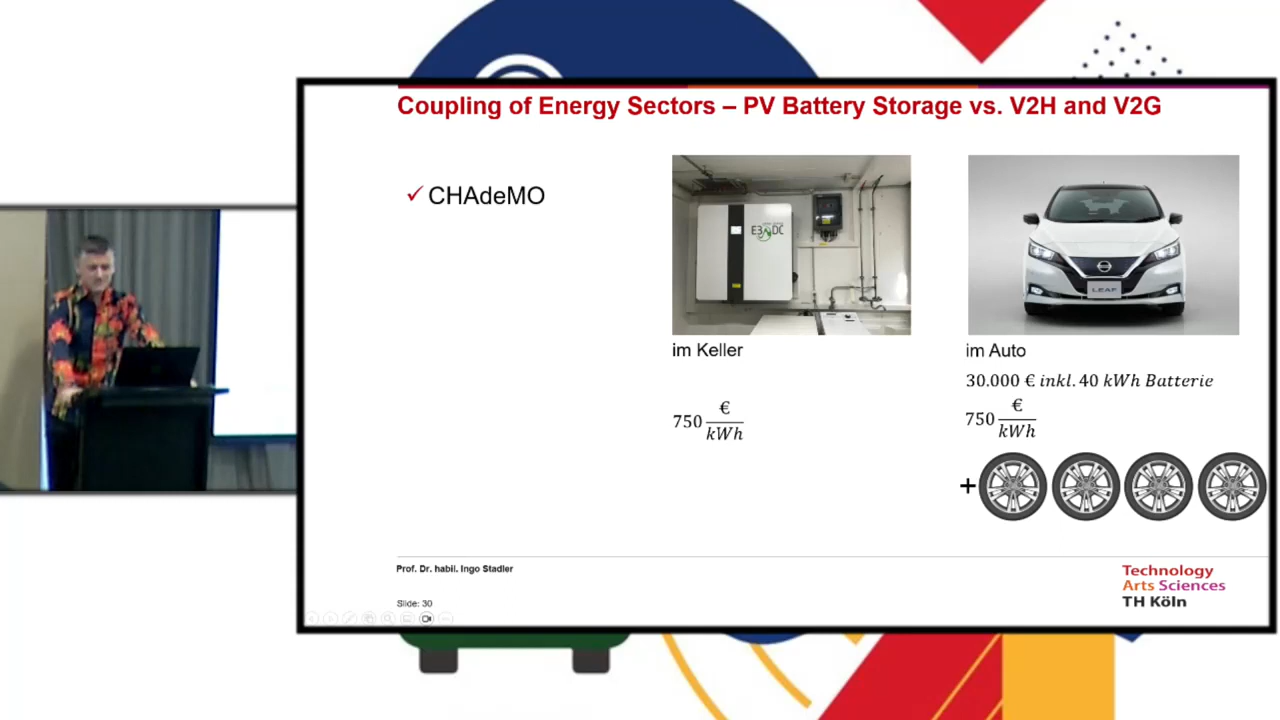 Coupling of Energy Sectors – PV Battery Storage vs. V2H and V2G
✓ CHAdeMO
E3/DC
LEAF
im Keller
im Auto
30.000 € inkl. 40 kWh Batterie
750 €/kWh
750 €/kWh
+
Prof. Dr. habil. Ingo Stadler
Slide: 30
Technology
Arts Sciences
TH Köln